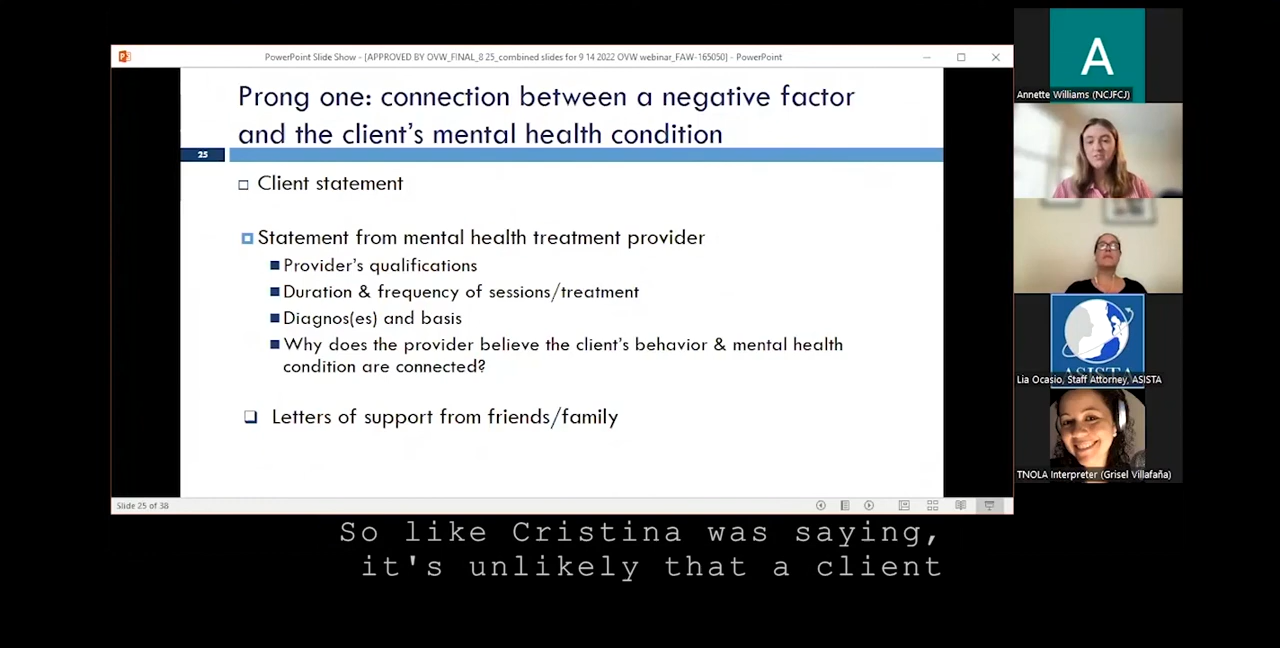 PowerPoint Slide Show - [APPROVED BY OVW_FINAL_8 25_combined slides for 9 14 2022 OVW webinar_FAW-165050] - PowerPoint
Prong one: connection between a negative factor
and the client's mental health condition
25
Client statement
Statement from mental health treatment provider
Provider's qualifications
Duration & frequency of sessions/treatment
Diagnos(es) and basis
Why does the provider believe the client's behavior & mental health
condition are connected?
Letters of support from friends/family
Slide 25 of 38
A
Annette Williams (NCJFCJ)
ASISTA
Lia Ocasio, Staff Attorney, ASISTA
TNOLA Interpreter (Grisel Villafaña)
So like Cristina was saying,
it's unlikely that a client